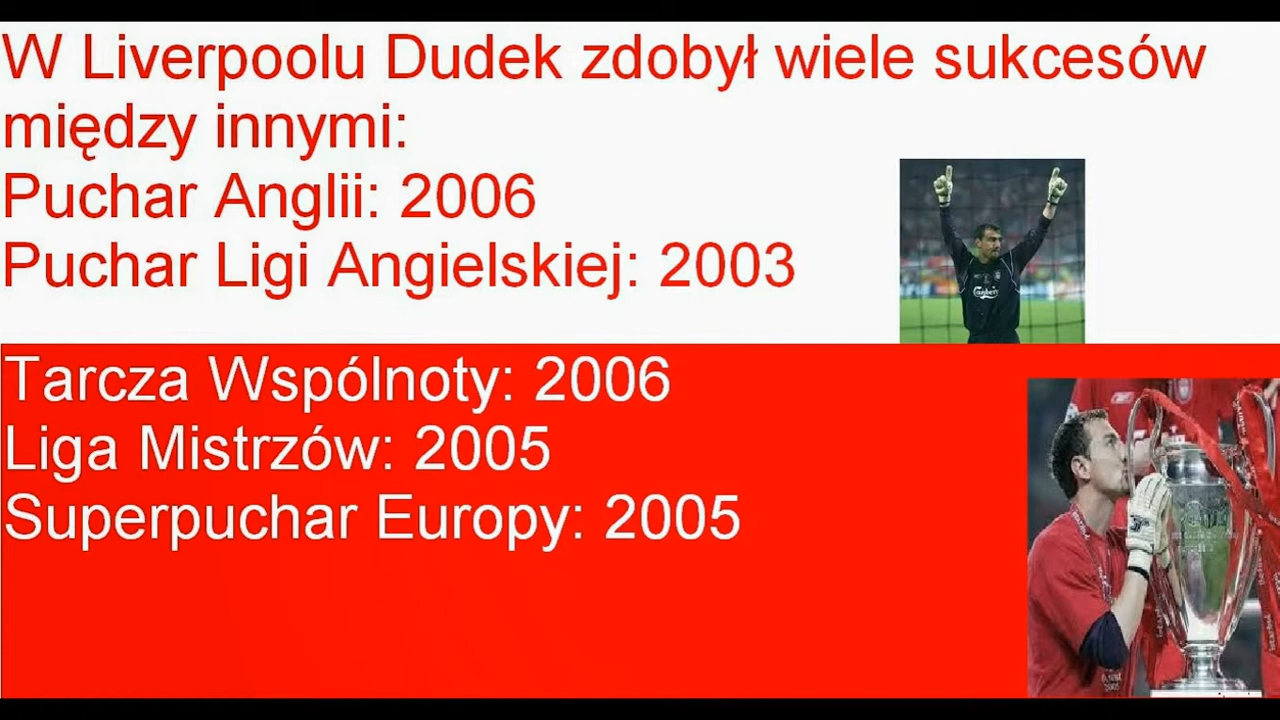 W Liverpoolu Dudek zdobył wiele sukcesów
między innymi:
Puchar Anglii: 2006
Puchar Ligi Angielskiej: 2003
Carlsberg
Tarcza Wspólnoty: 2006
Liga Mistrzów: 2005
Superpuchar Europy: 2005